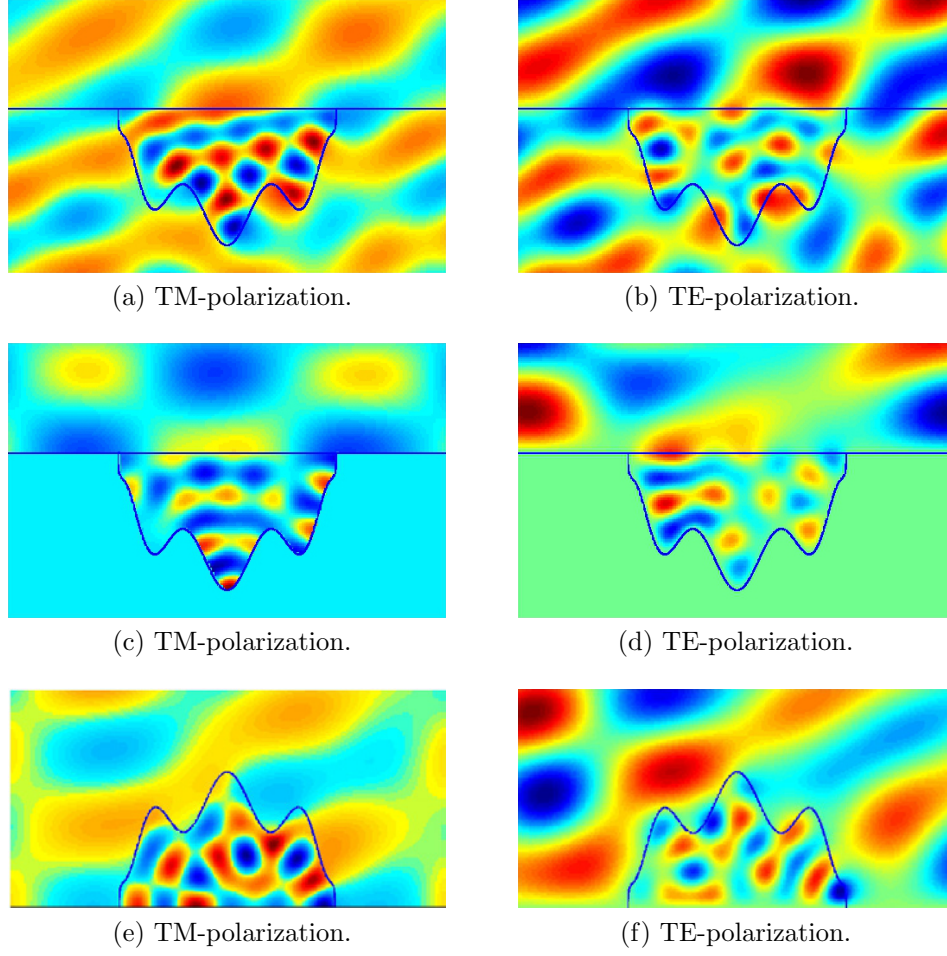 (a) TM-polarization.
(b) TE-polarization.
(c) TM-polarization.
(d) TE-polarization.
(e) TM-polarization.
(f) TE-polarization.